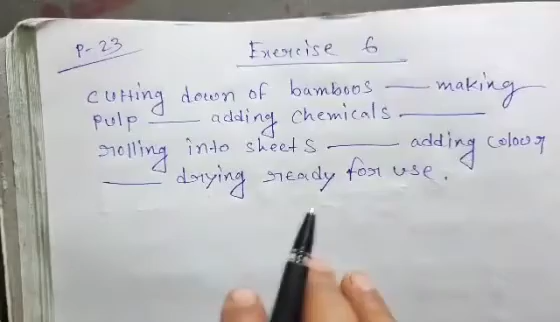 P-23
Exercise 6
Cutting down of bamboos — making
pulp — adding chemicals —
rolling into sheets — adding colour
— drying ready for use.